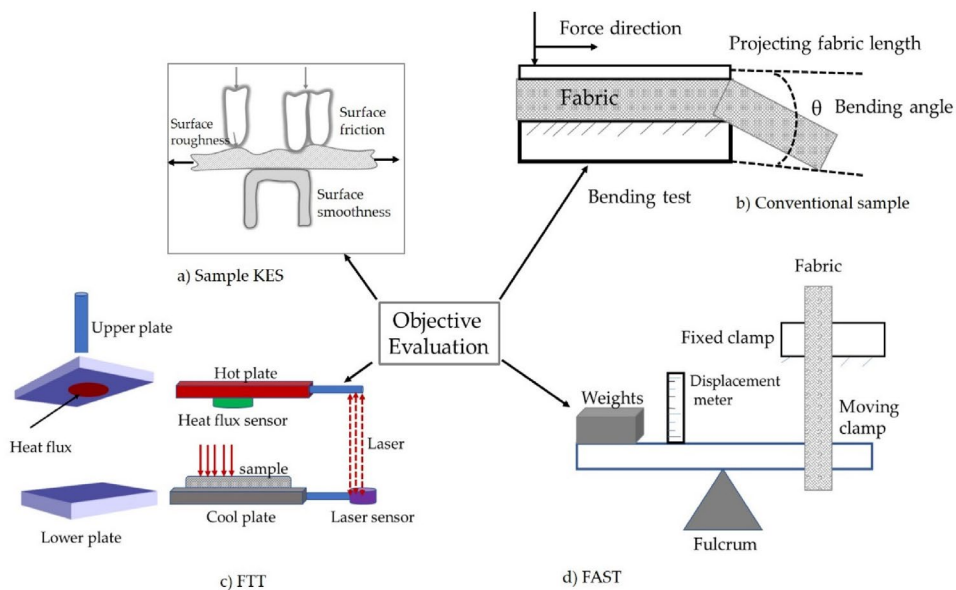 Surface
roughness
Surface
friction
Surface
smoothness
a) Sample KES
Force direction
Projecting fabric length
Fabric
θ Bending angle
Bending test
b) Conventional sample
Objective
Evaluation
Upper plate
Heat flux
Lower plate
Hot plate
Heat flux sensor
Laser
sample
Cool plate
Laser sensor
c) FTT
Fabric
Fixed clamp
Displacement
meter
Weights
Moving
clamp
Fulcrum
d) FAST